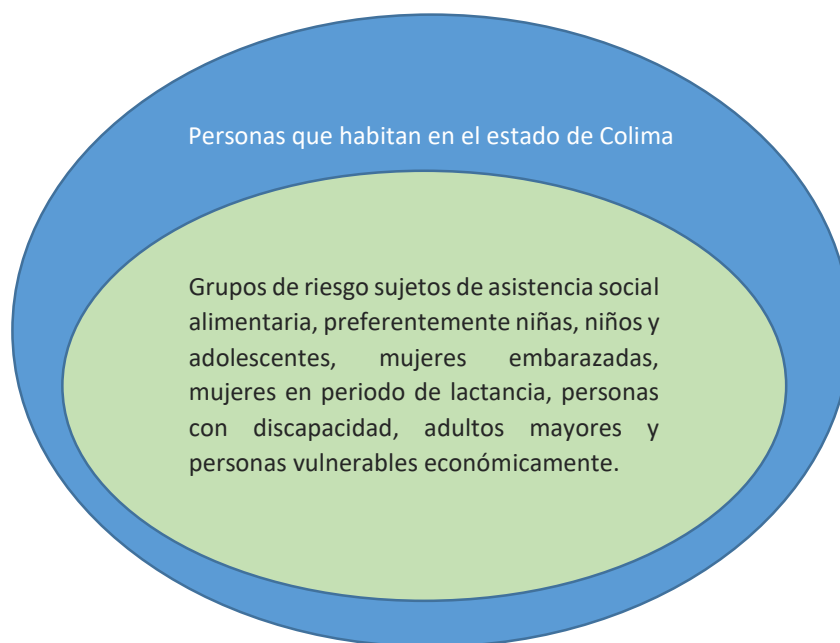 Personas que habitan en el estado de Colima
Grupos de riesgo sujetos de asistencia social
alimentaria, preferentemente niñas, niños y
adolescentes, mujeres embarazadas,
mujeres en periodo de lactancia, personas
con discapacidad, adultos mayores y
personas vulnerables económicamente.